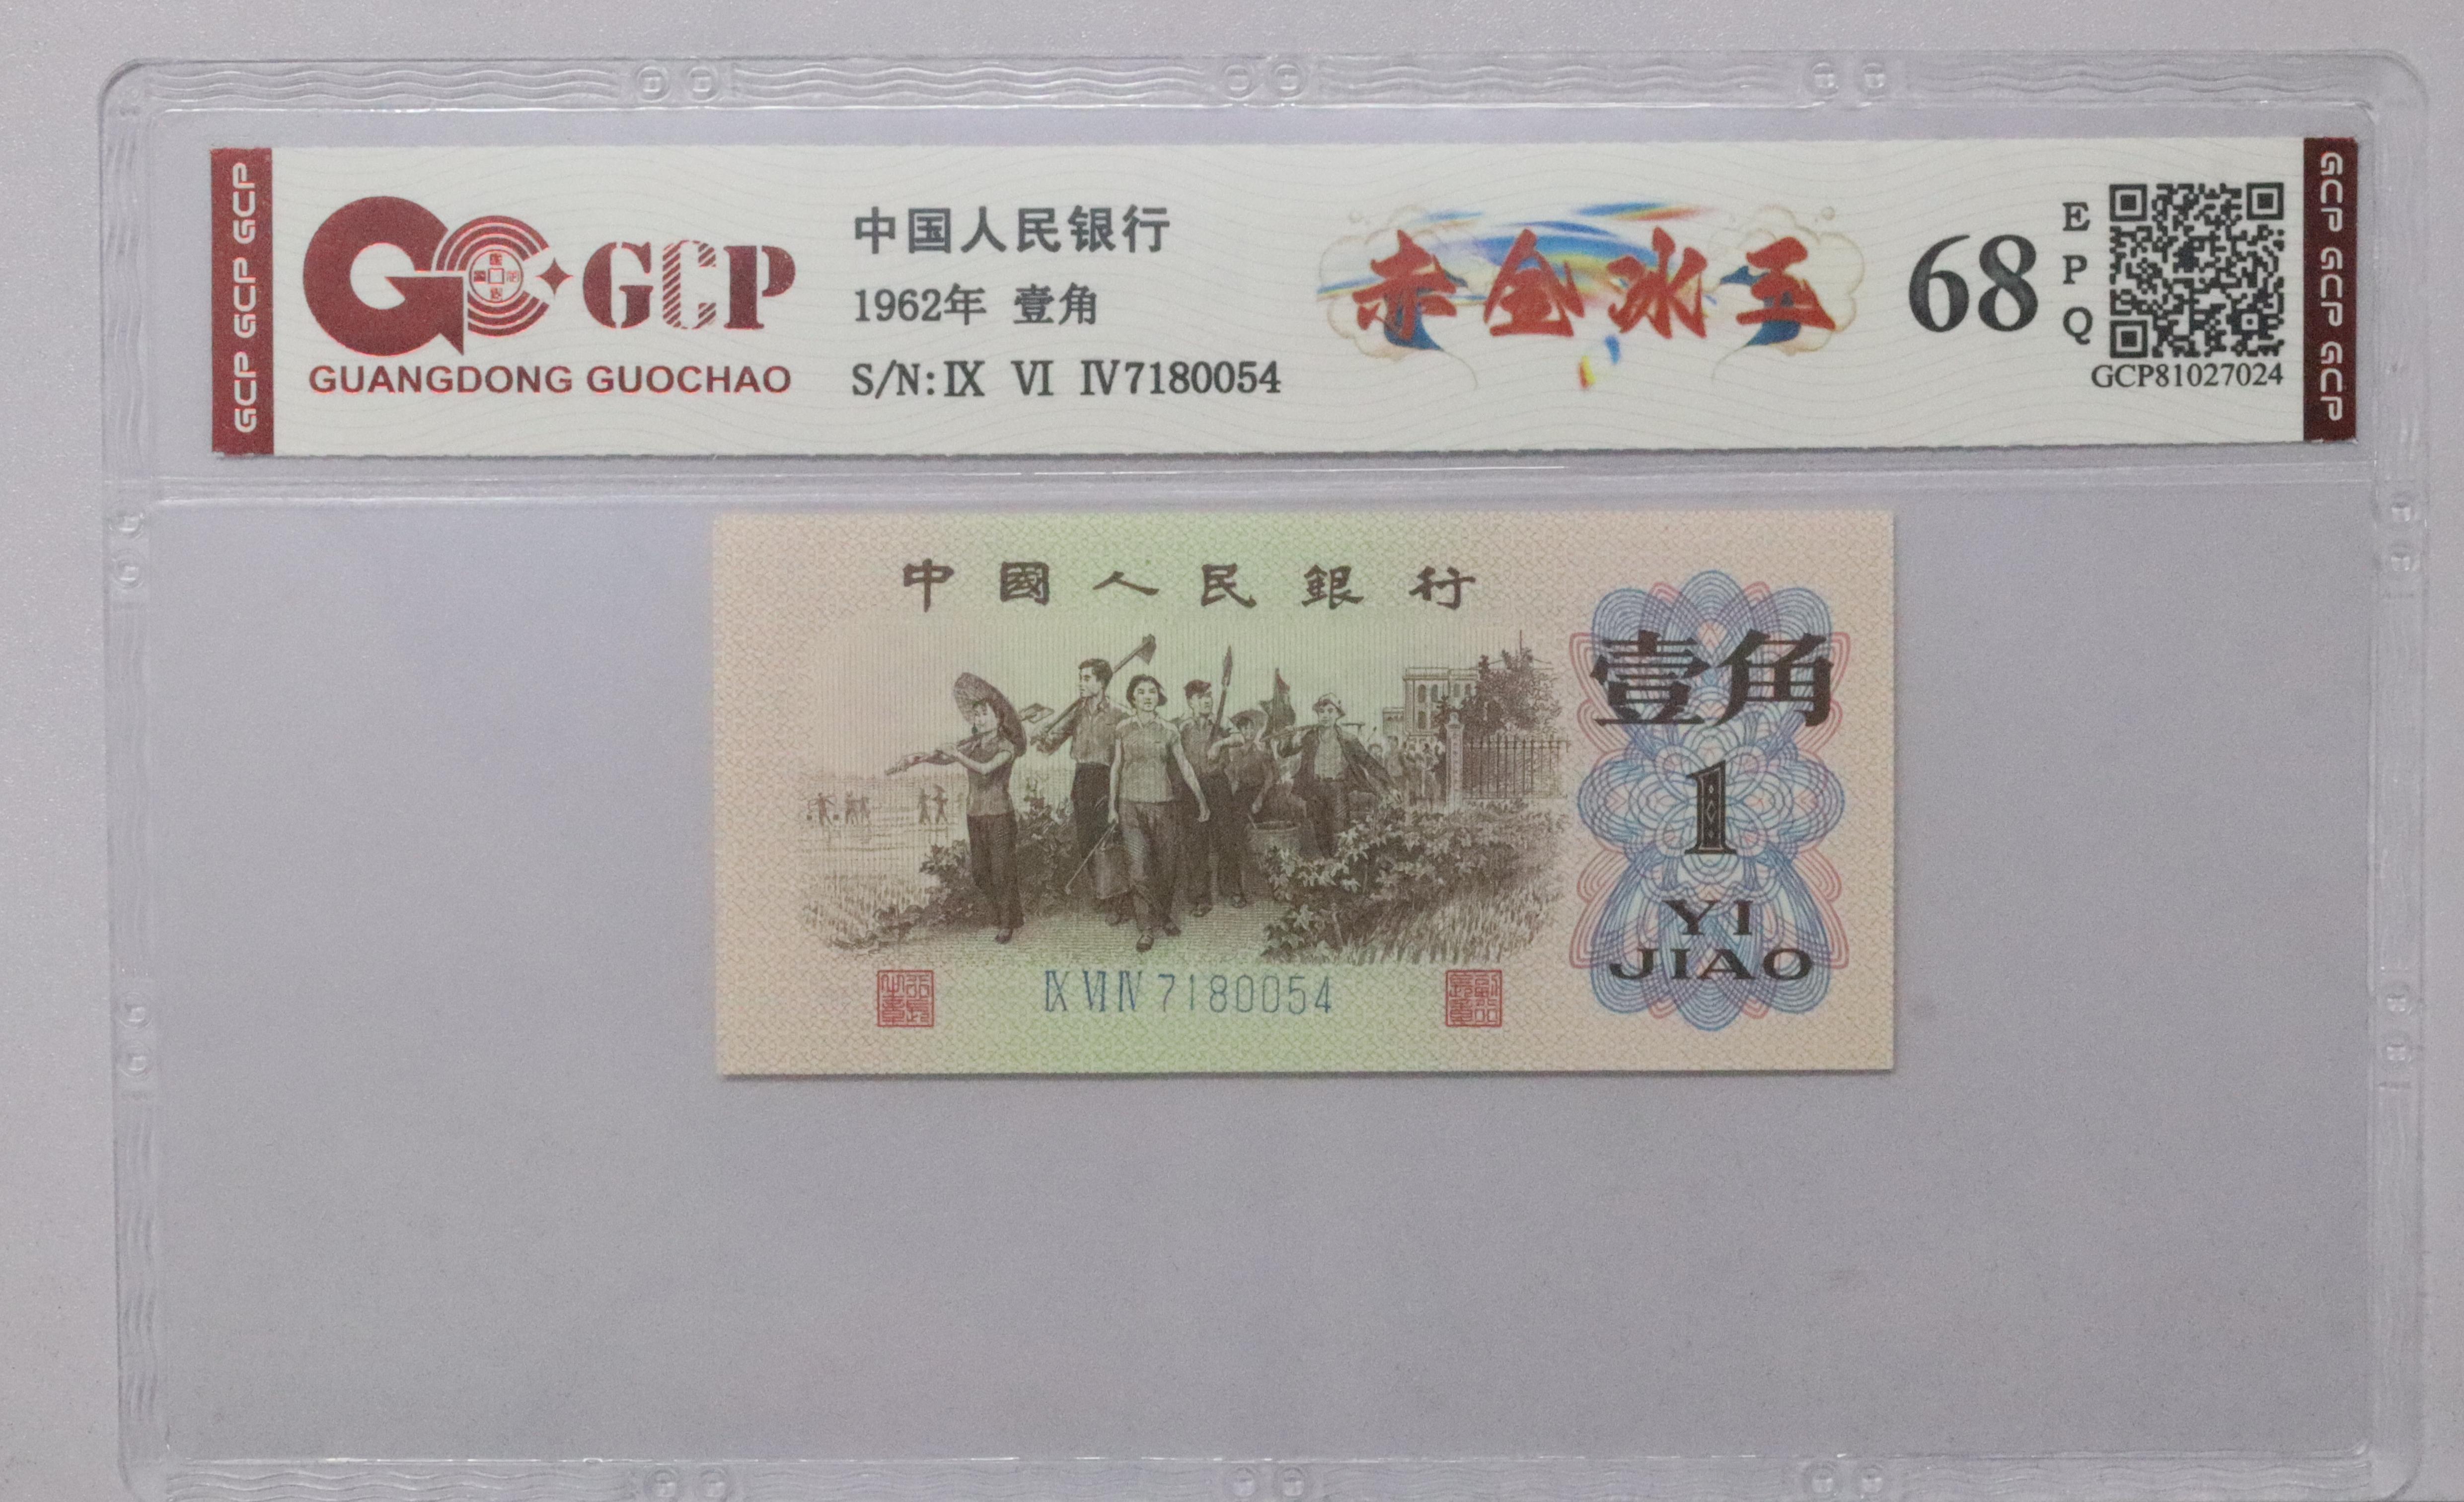 GCP GCP GCP
GCP
GUANGDONG GUOCHAO
中国人民银行
1962年 壹角
S/N:Ⅸ Ⅵ Ⅳ7180054
赤金冰王
68
E
P
Q
GCP81027024
GCP GCP GCP
中國人民銀行
壹角
1
YI
JIAO
Ⅸ Ⅵ Ⅳ 7180054